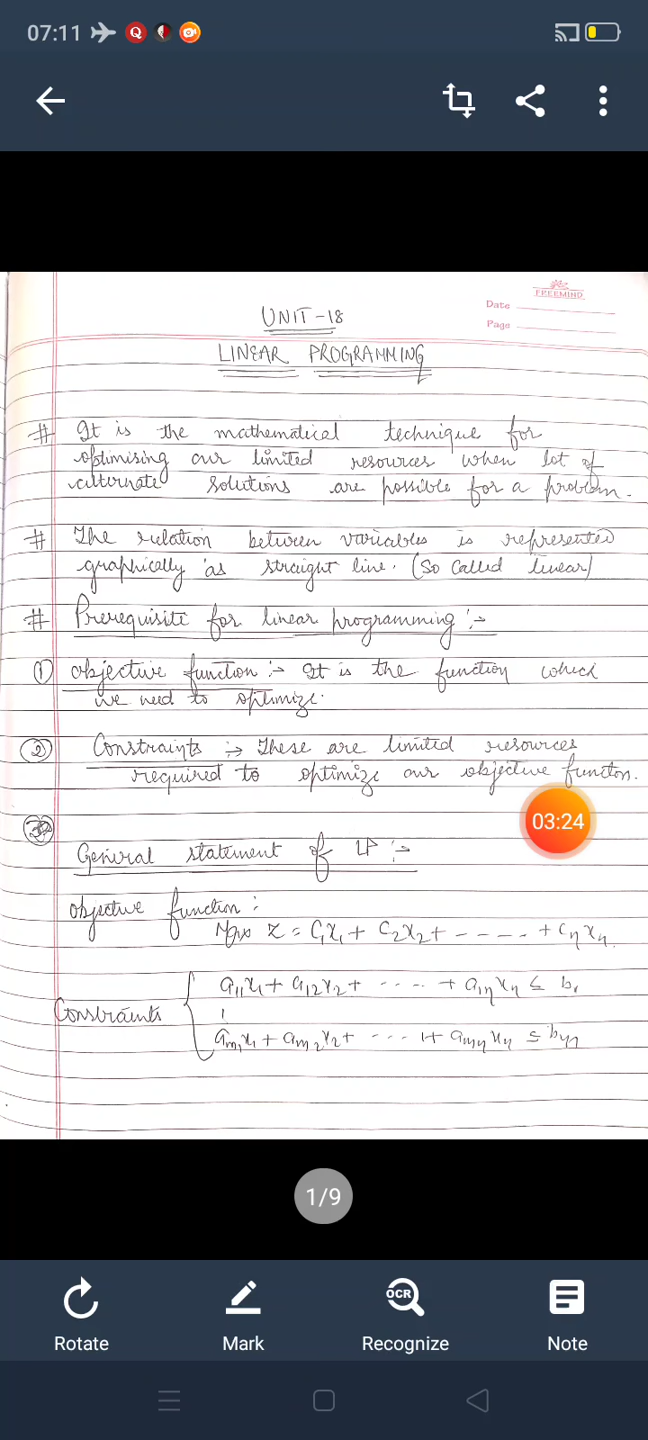 07:11
FREEMIND
Date
Page
UNIT-18
LINEAR PROGRAMMING
# It is the mathematical technique for
optimising our limited resources when lot of
alternate solutions are possible for a problem.
# The relation between variables is represented
graphically as straight line. (So called linear)
# Prerequisite for linear programming :-
① objective function :- It is the function which
we need to optimize.
② Constraints :- These are limited resources
required to optimize our objective functon.
03:24
General statement of LP :-
objective function :
Max Z = C₁x₁ + C₂x₂ + - - - - - + Cₙxₙ.
a₁₁x₁ + a₁₂x₂ + - - - - + a₁ₙxₙ ≤ b₁
Constraints
aₘ₁x₁ + aₘ₂x₂ + - - - + aₘₙxₙ ≤ bₘ
1/9
OCR
Rotate Mark Recognize Note